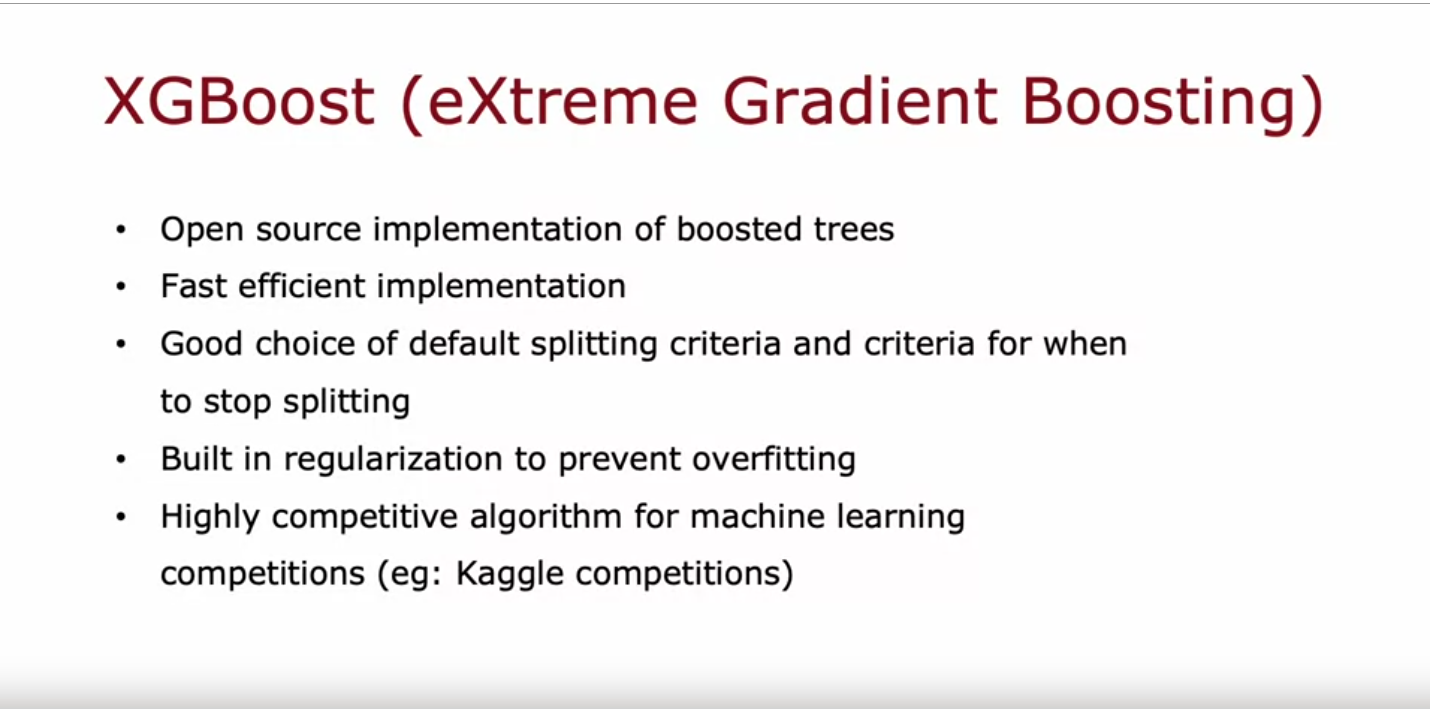 XGBoost (eXtreme Gradient Boosting)
• Open source implementation of boosted trees
• Fast efficient implementation
• Good choice of default splitting criteria and criteria for when
to stop splitting
• Built in regularization to prevent overfitting
• Highly competitive algorithm for machine learning
competitions (eg: Kaggle competitions)